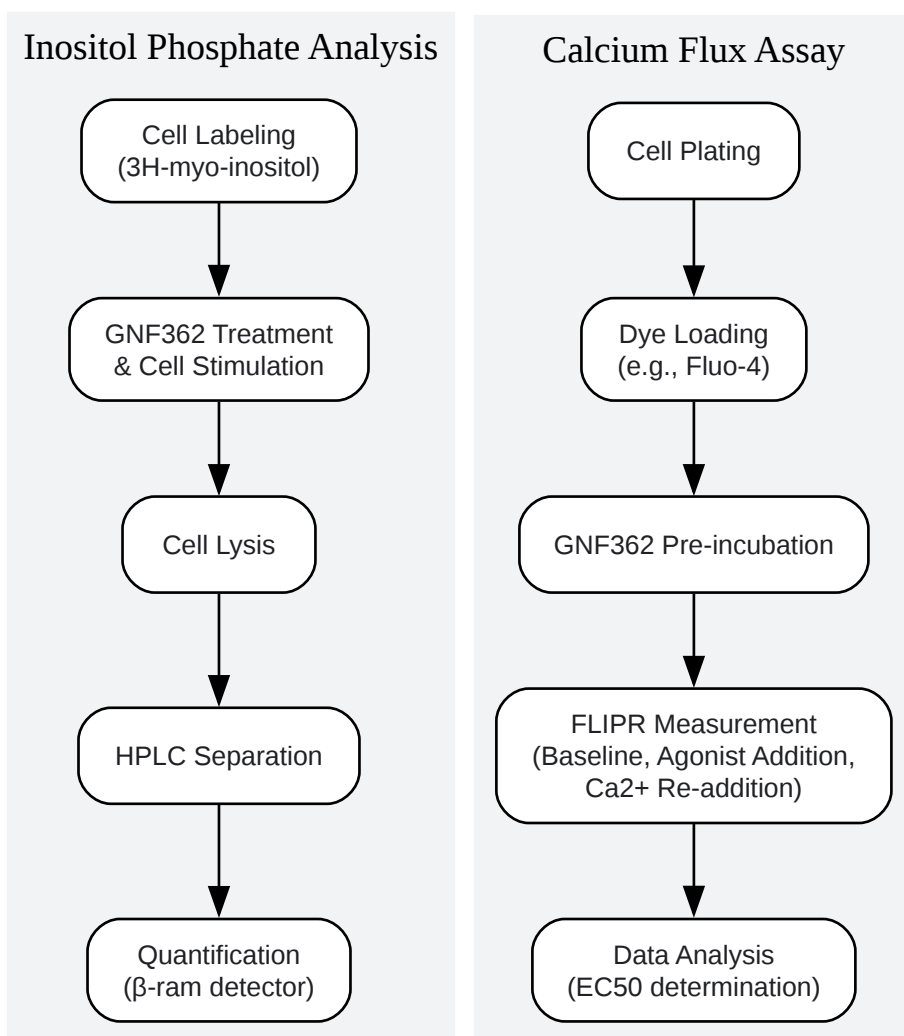 Inositol Phosphate Analysis
Cell Labeling
(3H-myo-inositol)
GNF362 Treatment
& Cell Stimulation
Cell Lysis
HPLC Separation
Quantification
(β-ram detector)
Calcium Flux Assay
Cell Plating
Dye Loading
(e.g., Fluo-4)
GNF362 Pre-incubation
FLIPR Measurement
(Baseline, Agonist Addition,
Ca2+ Re-addition)
Data Analysis
(EC50 determination)